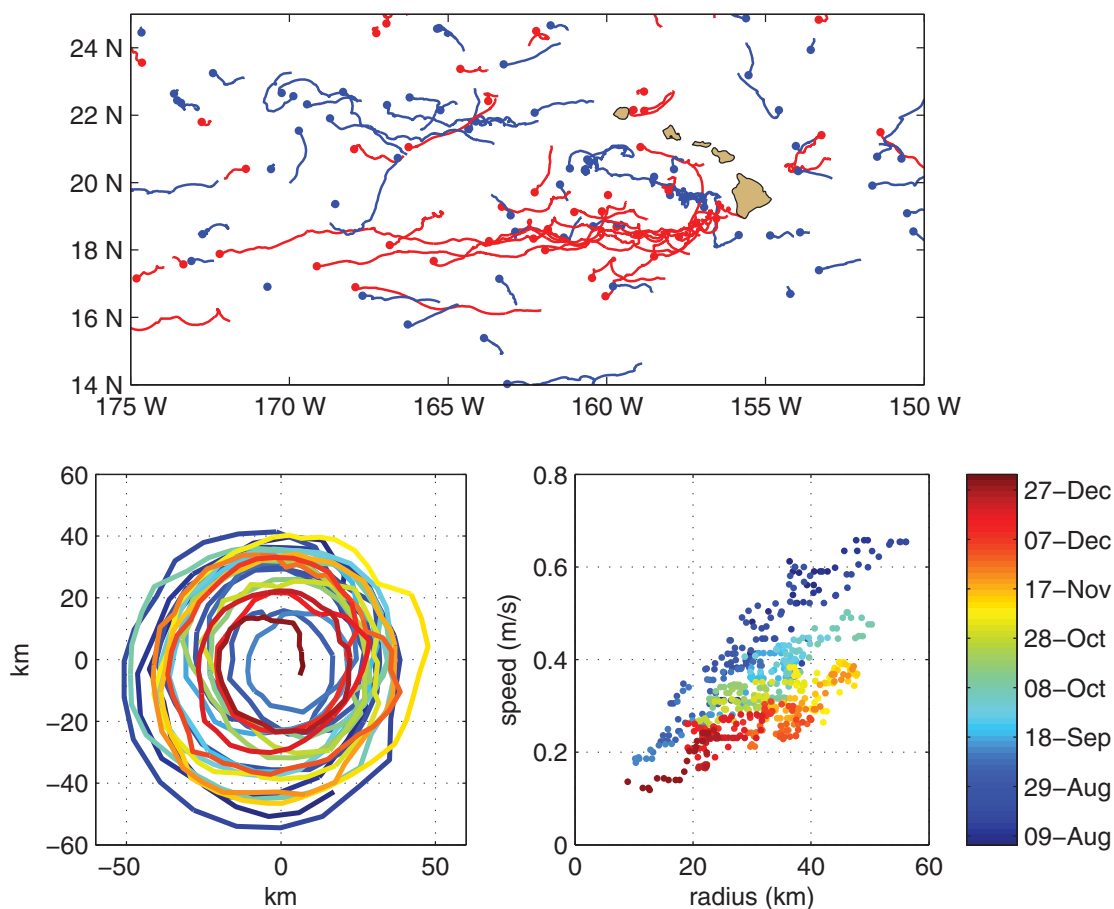 24 N
22 N
20 N
18 N
16 N
14 N
175 W 170 W 165 W 160 W 155 W 150 W
60
40
20
0
−20
−40
−60
km
−50 0 50
km
0.8
0.6
0.4
0.2
0
speed (m/s)
0 20 40 60
radius (km)
27−Dec
07−Dec
17−Nov
28−Oct
08−Oct
18−Sep
29−Aug
09−Aug